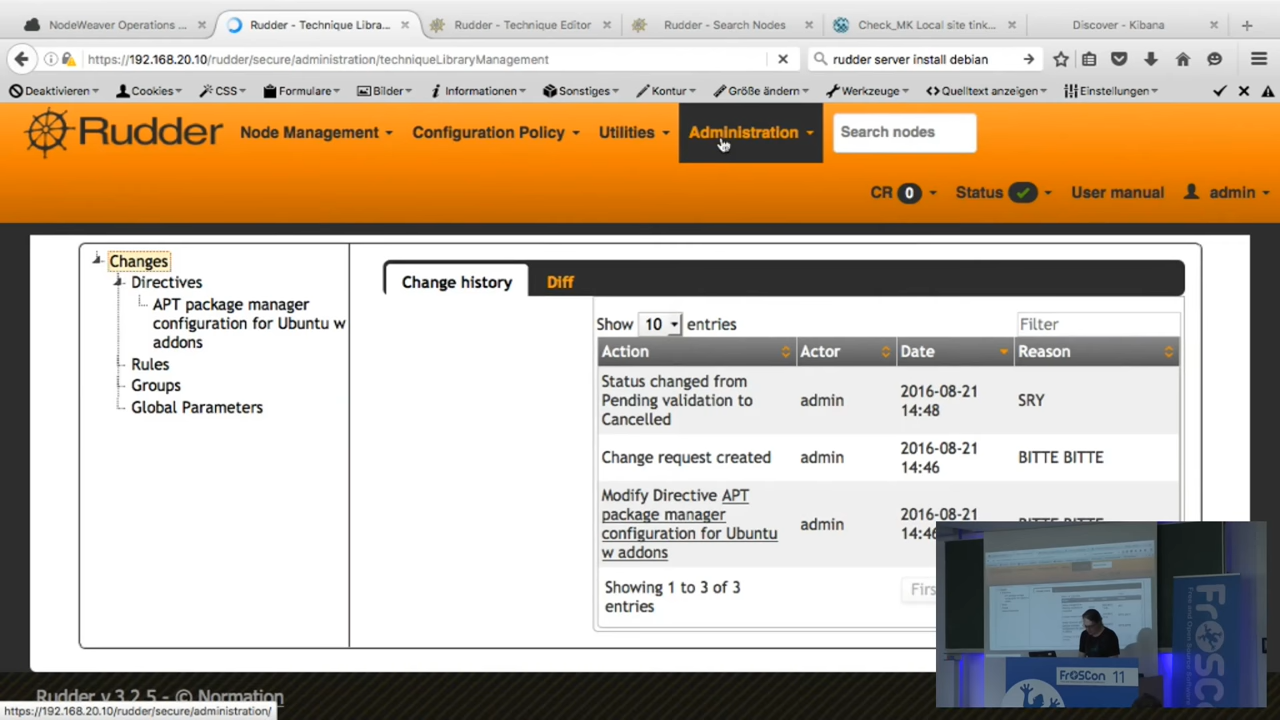 NodeWeaver Operations ... × Rudder - Technique Libra... × Rudder - Technique Editor × Rudder - Search Nodes × Check_MK Local site tink... × Discover - Kibana × +
https://192.168.20.10/rudder/secure/administration/techniqueLibraryManagement
rudder server install debian
Deaktivieren Cookies CSS Formulare Bilder Informationen Sonstiges Kontur Größe ändern Werkzeuge Quelltext anzeigen Einstellungen
Rudder Node Management Configuration Policy Utilities Administration Search nodes
CR 0 Status User manual admin
Changes
Directives
APT package manager
configuration for Ubuntu w
addons
Rules
Groups
Global Parameters
Change history Diff
Show 10 entries Filter
Action Actor Date Reason
Status changed from
Pending validation to
Cancelled
admin
2016-08-21
14:48
SRY
Change request created
admin
2016-08-21
14:46
BITTE BITTE
Modify Directive APT
package manager
configuration for Ubuntu
w addons
admin
2016-08-21
14:46
BITTE BITTE
Showing 1 to 3 of 3
entries
Firs
FrOSCon 11
FrOSCon
Rudder v 3.2.5 - © Normation
https://192.168.20.10/rudder/secure/administration/